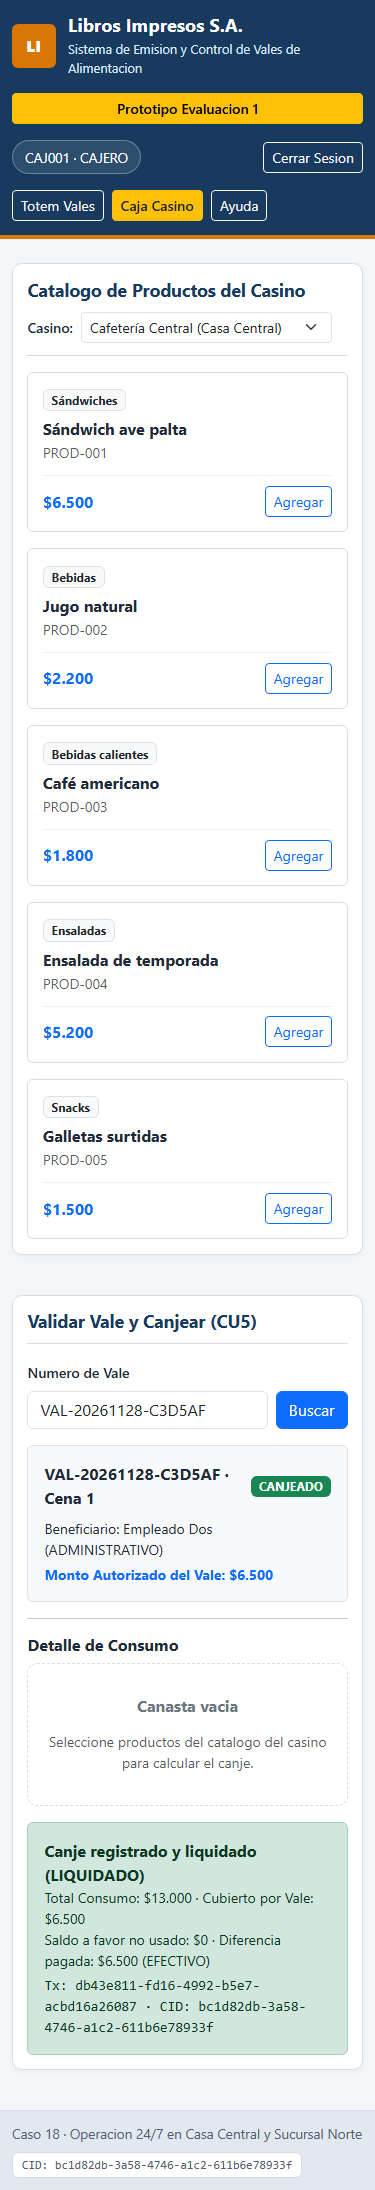 LI
Libros Impresos S.A.
Sistema de Emision y Control de Vales de
Alimentacion
Prototipo Evaluacion 1
CAJ001 · CAJERO
Cerrar Sesion
Totem Vales
Caja Casino
Ayuda
Catalogo de Productos del Casino
Casino:
Cafetería Central (Casa Central)
Sándwiches
Sándwich ave palta
PROD-001
$6.500
Agregar
Bebidas
Jugo natural
PROD-002
$2.200
Agregar
Bebidas calientes
Café americano
PROD-003
$1.800
Agregar
Ensaladas
Ensalada de temporada
PROD-004
$5.200
Agregar
Snacks
Galletas surtidas
PROD-005
$1.500
Agregar
Validar Vale y Canjear (CU5)
Numero de Vale
VAL-20261128-C3D5AF
Buscar
VAL-20261128-C3D5AF ·
Cena 1
CANJEADO
Beneficiario: Empleado Dos
(ADMINISTRATIVO)
Monto Autorizado del Vale: $6.500
Detalle de Consumo
Canasta vacia
Seleccione productos del catalogo del casino
para calcular el canje.
Canje registrado y liquidado
(LIQUIDADO)
Total Consumo: $13.000 · Cubierto por Vale:
$6.500
Saldo a favor no usado: $0 · Diferencia
pagada: $6.500 (EFECTIVO)
Tx: db43e811-fd16-4992-b5e7-
acbd16a26087 · CID: bc1d82db-3a58-
4746-a1c2-611b6e78933f
Caso 18 · Operacion 24/7 en Casa Central y Sucursal Norte
CID: bc1d82db-3a58-4746-a1c2-611b6e78933f